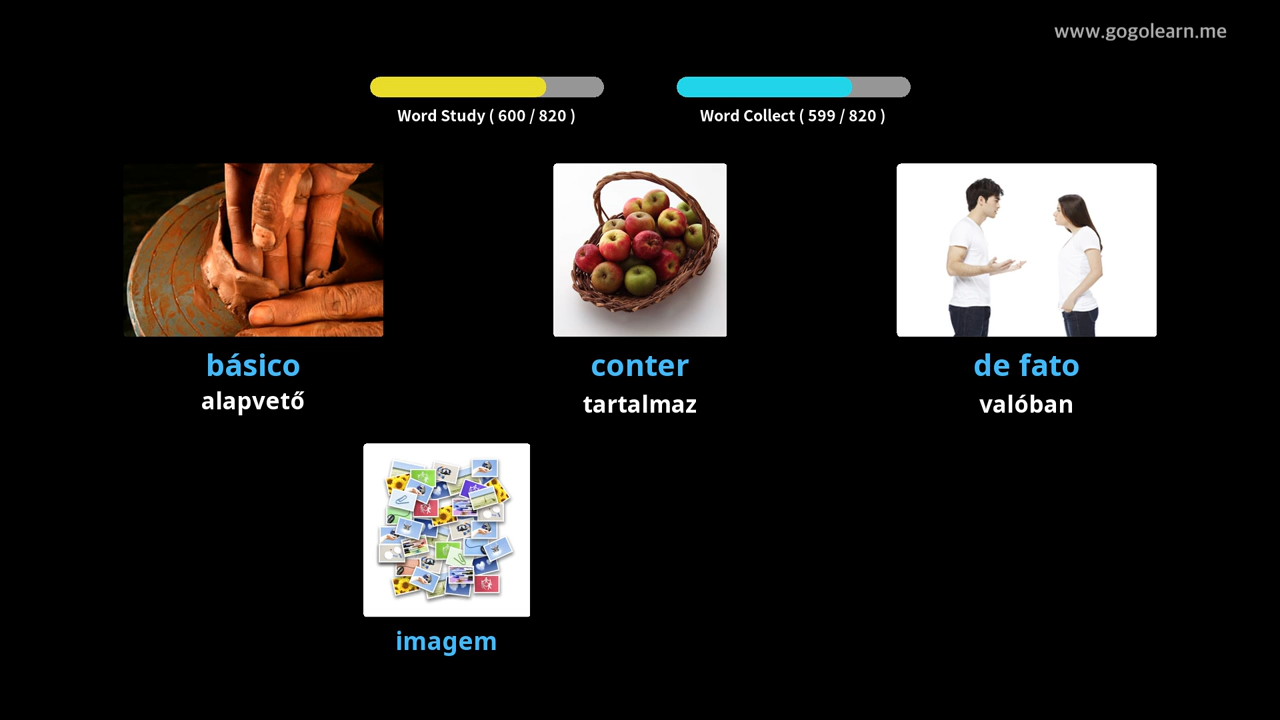 www.gogolearn.me
Word Study ( 600 / 820 )
Word Collect ( 599 / 820 )
básico
alapvető
conter
tartalmaz
de fato
valóban
imagem